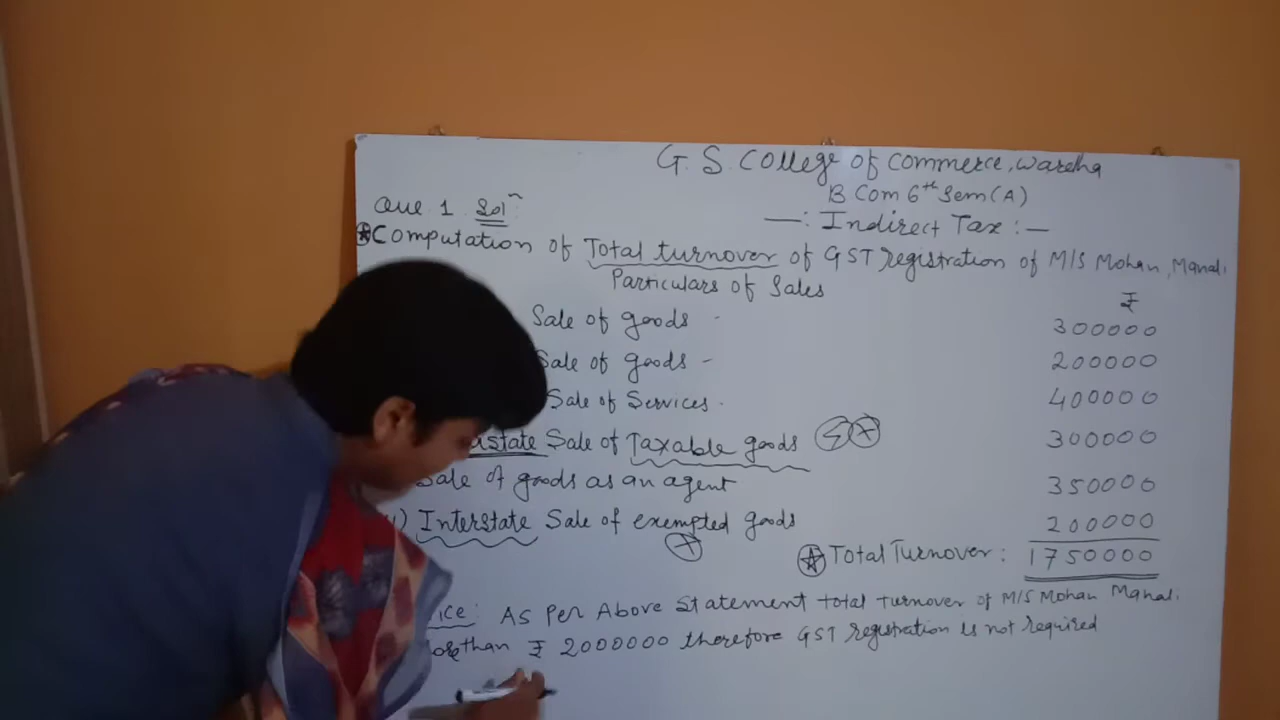 G. S. College of Commerce, Wardha
B Com 6th Sem (A)
Que 1 Soln:
—: Indirect Tax :—
Computation of Total turnover of GST registration of M/S Mohan, Manali
Particulars of Sales ₹
Sale of goods - 300000
Sale of goods - 200000
Sale of Services - 400000
Sale of Taxable goods 300000
Sale of goods as an agent 350000
Interstate Sale of exempted goods 200000
Total Turnover : 1750000
As Per Above Statement total turnover of M/S Mohan Manali
than ₹ 2000000 therefore GST registration is not required